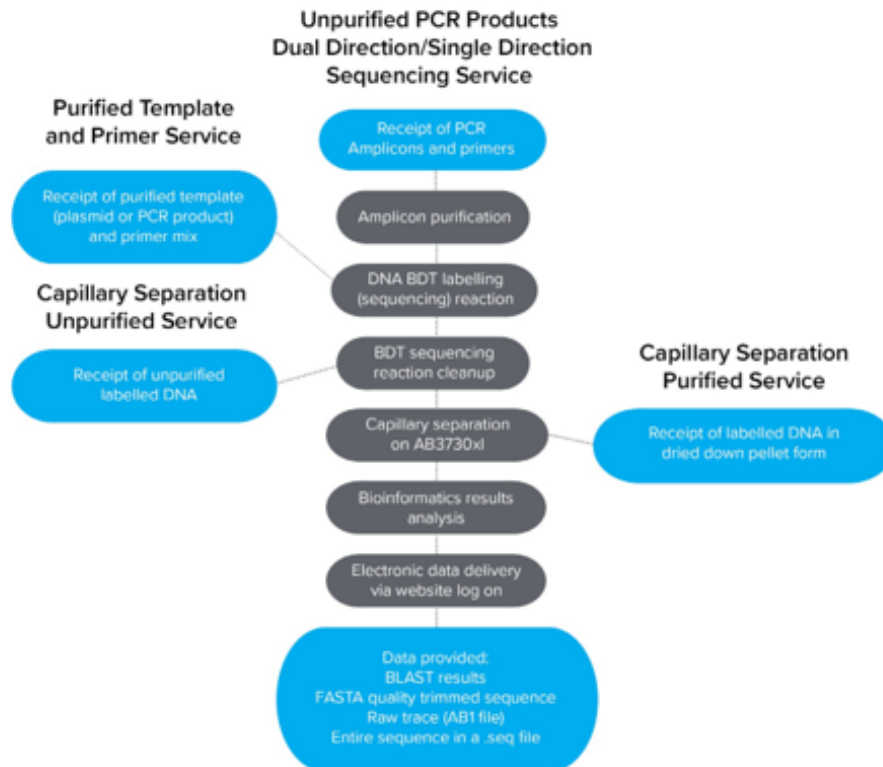 Unpurified PCR Products
Dual Direction/Single Direction
Sequencing Service
Purified Template
and Primer Service
Receipt of PCR
Amplicons and primers
Receipt of purified template
(plasmid or PCR product)
and primer mix
Amplicon purification
DNA BDT labelling
(sequencing) reaction
Capillary Separation
Unpurified Service
Receipt of unpurified
labelled DNA
BDT sequencing
reaction cleanup
Capillary Separation
Purified Service
Capillary separation
on AB3730xl
Receipt of labelled DNA in
dried down pellet form
Bioinformatics results
analysis
Electronic data delivery
via website log on
Data provided:
BLAST results
FASTA quality trimmed sequence
Raw trace (AB1 file)
Entire sequence in a .seq file